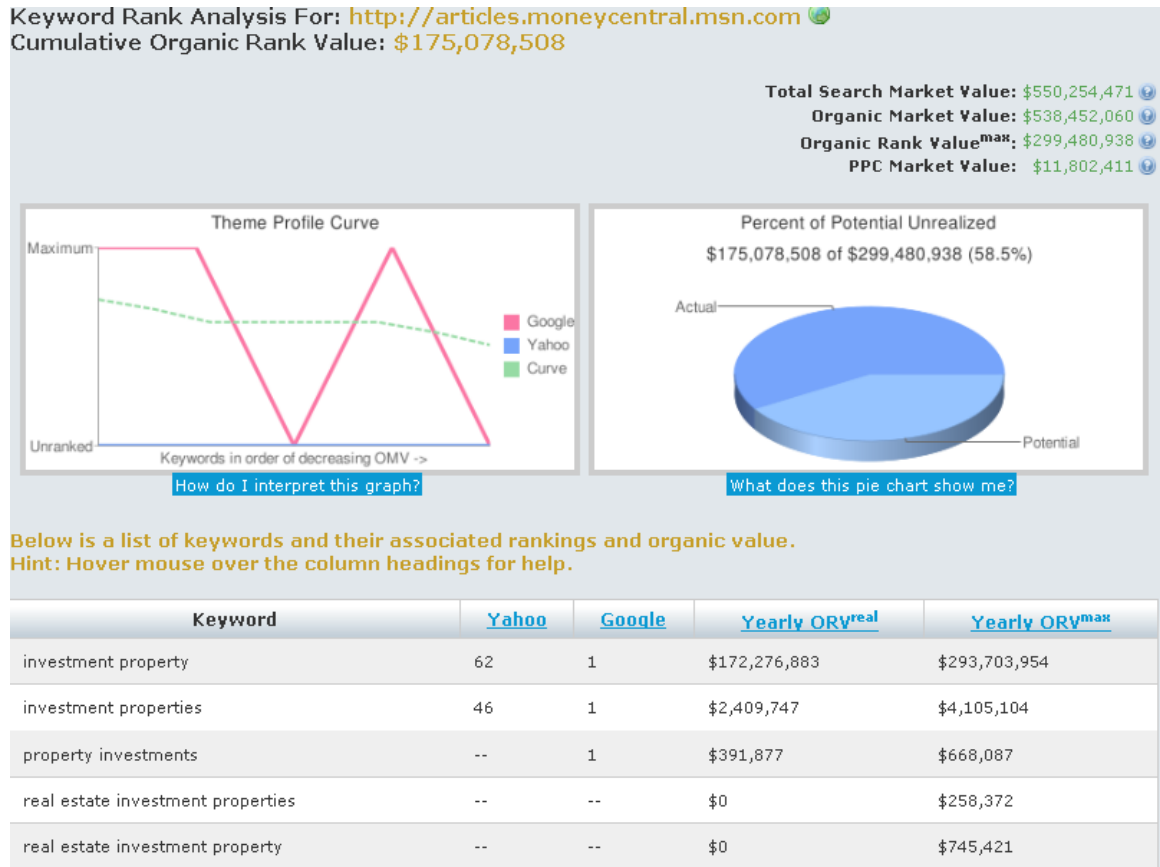 Keyword Rank Analysis For: http://articles.moneycentral.msn.com
Cumulative Organic Rank Value: $175,078,508
Total Search Market Value: $550,254,471
Organic Market Value: $538,452,060
Organic Rank Value^max: $299,480,938
PPC Market Value: $11,802,411
Theme Profile Curve
Maximum
Google
Yahoo
Curve
Unranked
Keywords in order of decreasing OMV ->
How do I interpret this graph?
Percent of Potential Unrealized
$175,078,508 of $299,480,938 (58.5%)
Actual
Potential
What does this pie chart show me?
Below is a list of keywords and their associated rankings and organic value.
Hint: Hover mouse over the column headings for help.
Keyword Yahoo Google Yearly ORV^real Yearly ORV^max
investment property 62 1 $172,276,883 $293,703,954
investment properties 46 1 $2,409,747 $4,105,104
property investments -- 1 $391,877 $668,087
real estate investment properties -- -- $0 $258,372
real estate investment property -- -- $0 $745,421